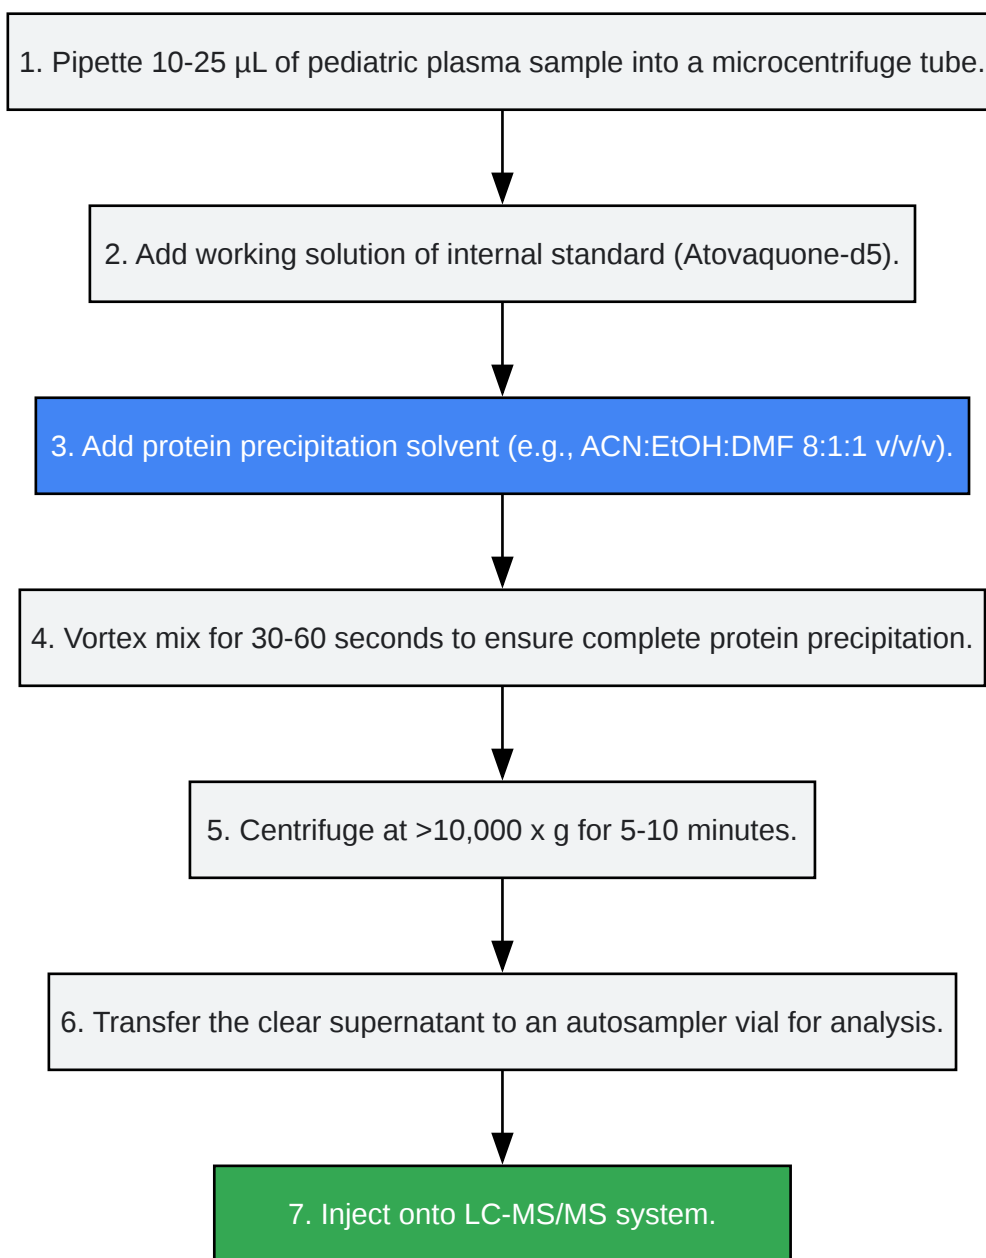 1. Pipette 10-25 µL of pediatric plasma sample into a microcentrifuge tube.
2. Add working solution of internal standard (Atovaquone-d5).
3. Add protein precipitation solvent (e.g., ACN:EtOH:DMF 8:1:1 v/v/v).
4. Vortex mix for 30-60 seconds to ensure complete protein precipitation.
5. Centrifuge at >10,000 x g for 5-10 minutes.
6. Transfer the clear supernatant to an autosampler vial for analysis.
7. Inject onto LC-MS/MS system.